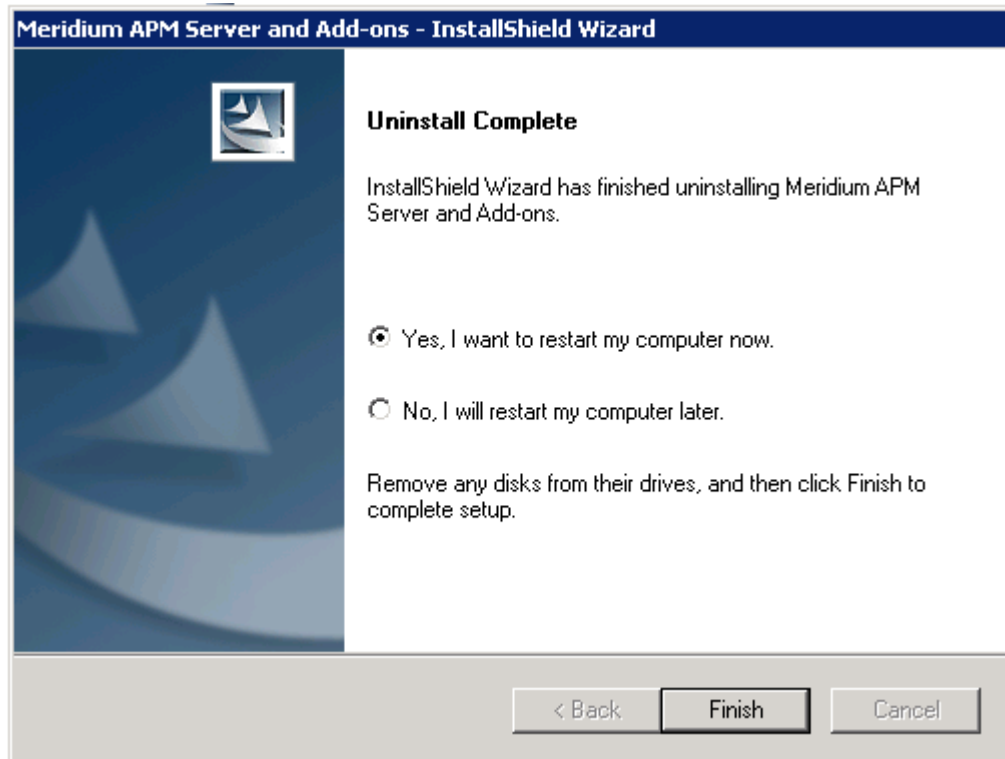 Meridium APM Server and Add-ons - InstallShield Wizard
Uninstall Complete
InstallShield Wizard has finished uninstalling Meridium APM
Server and Add-ons.
Yes, I want to restart my computer now.
No, I will restart my computer later.
Remove any disks from their drives, and then click Finish to
complete setup.
< Back
Finish
Cancel